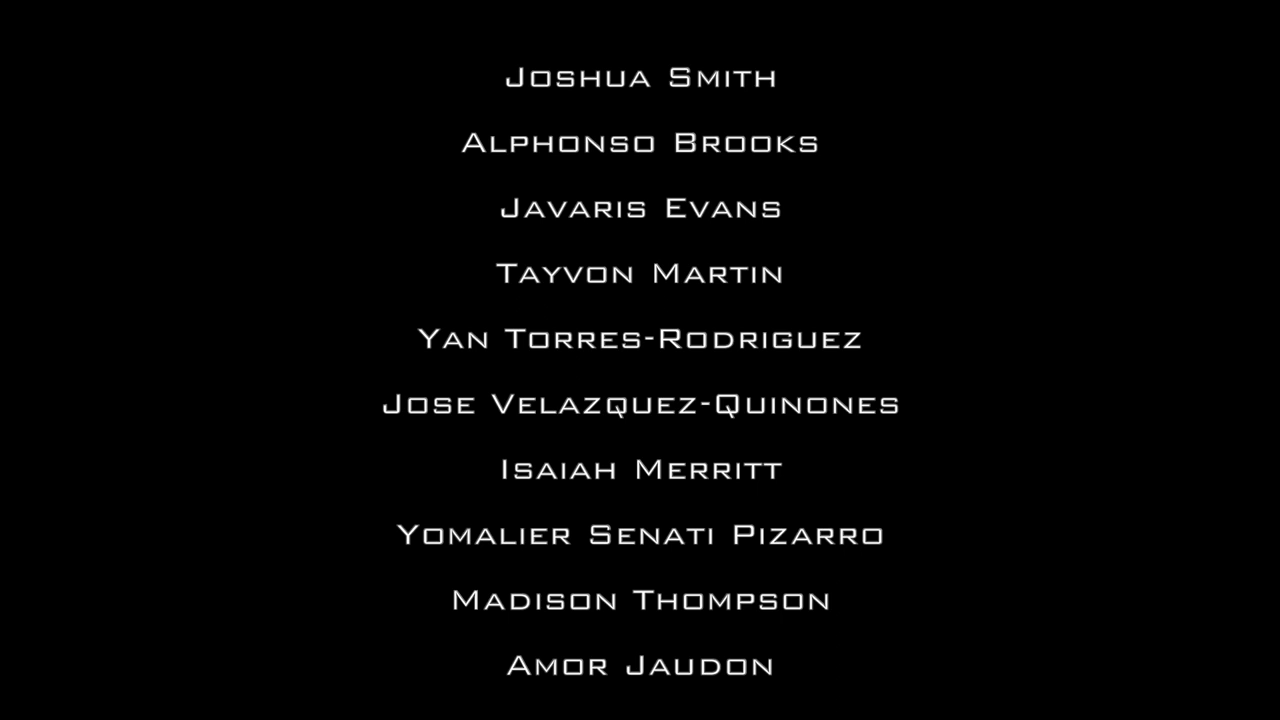 Joshua Smith
Alphonso Brooks
Javaris Evans
Tayvon Martin
Yan Torres-Rodriguez
Jose Velazquez-Quinones
Isaiah Merritt
Yomalier Senati Pizarro
Madison Thompson
Amor Jaudon